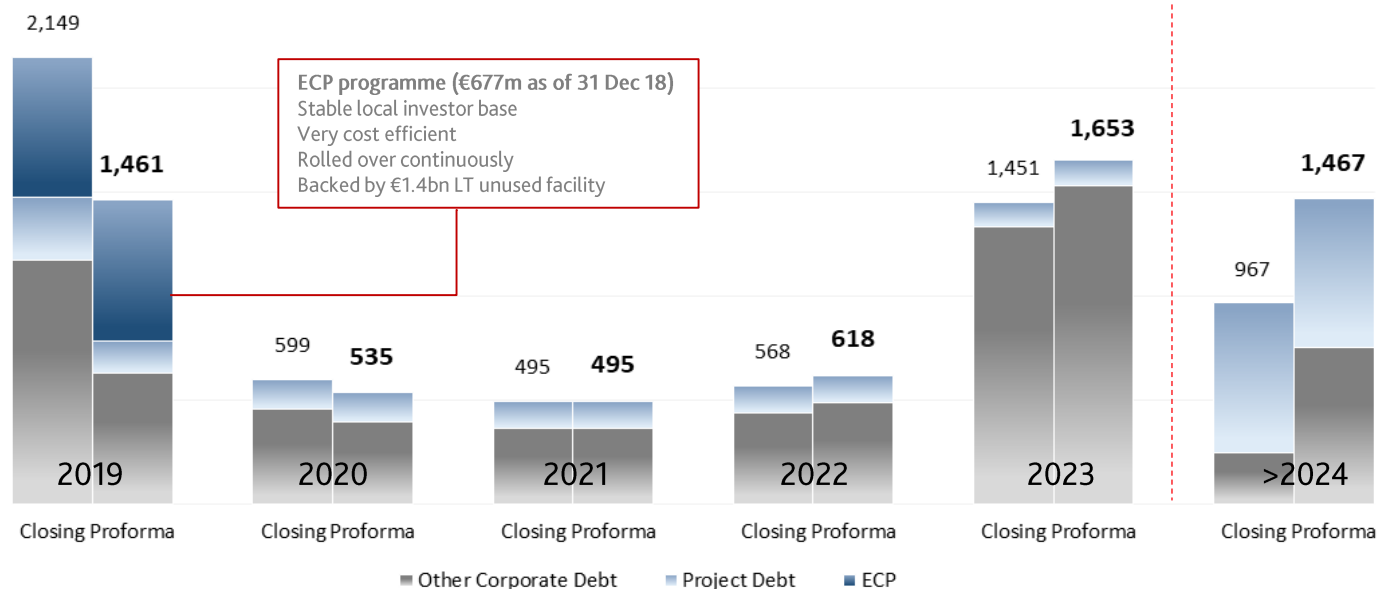 2,149
1,461
ECP programme (€677m as of 31 Dec 18)
Stable local investor base
Very cost efficient
Rolled over continuously
Backed by €1.4bn LT unused facility
599
535
495
495
568
618
1,451
1,653
967
1,467
2019
2020
2021
2022
2023
>2024
Closing Proforma
Closing Proforma
Closing Proforma
Closing Proforma
Closing Proforma
Closing Proforma
Other Corporate Debt
Project Debt
ECP